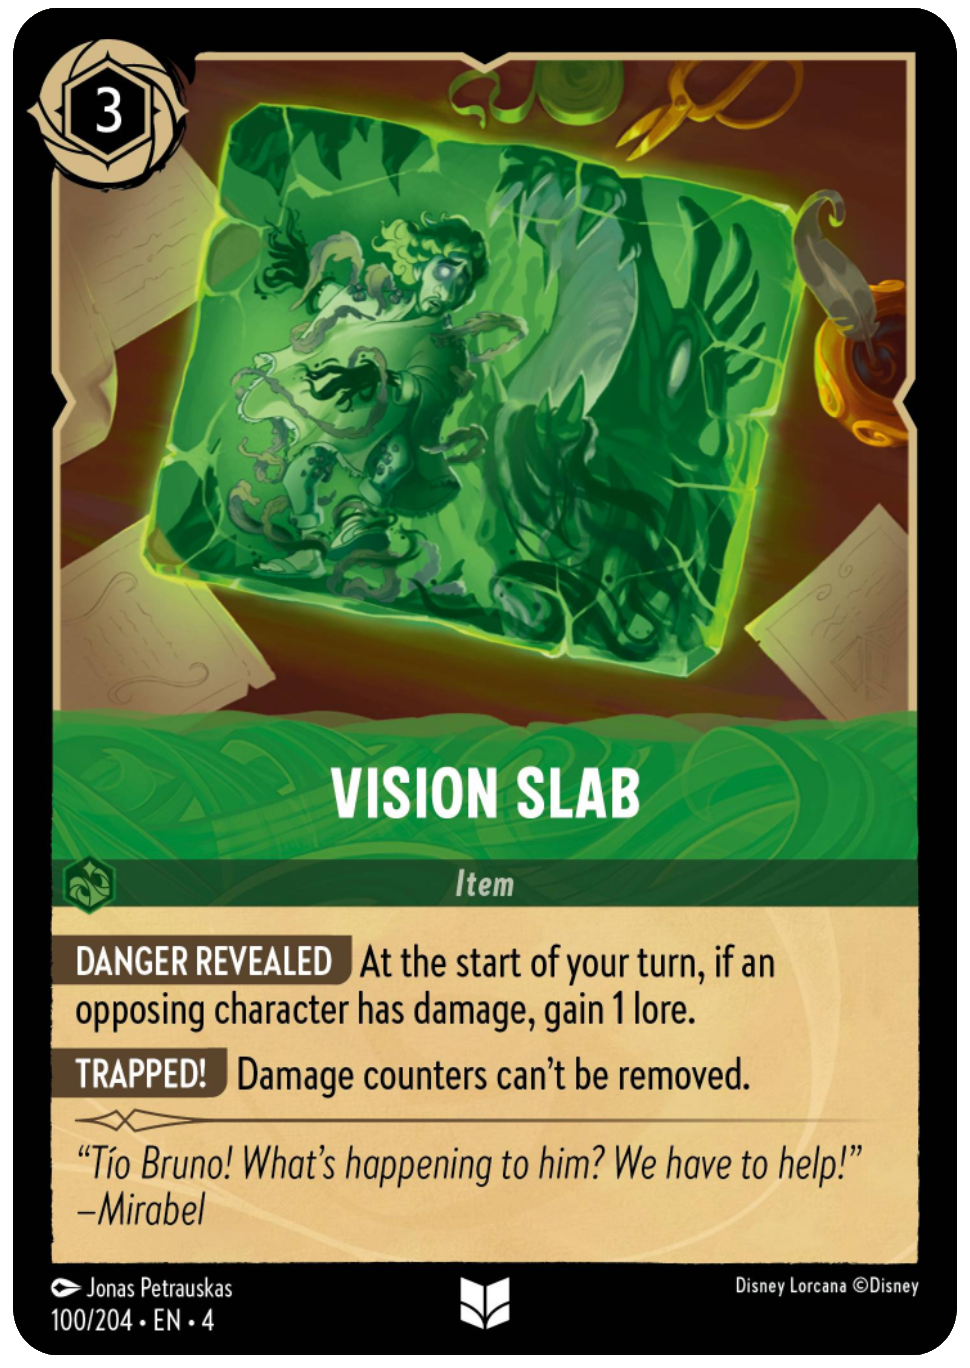 3
VISION SLAB
Item
DANGER REVEALED At the start of your turn, if an
opposing character has damage, gain 1 lore.
TRAPPED! Damage counters can’t be removed.
“Tío Bruno! What’s happening to him? We have to help!”
–Mirabel
Jonas Petrauskas
Disney Lorcana ©Disney
100/204 • EN • 4